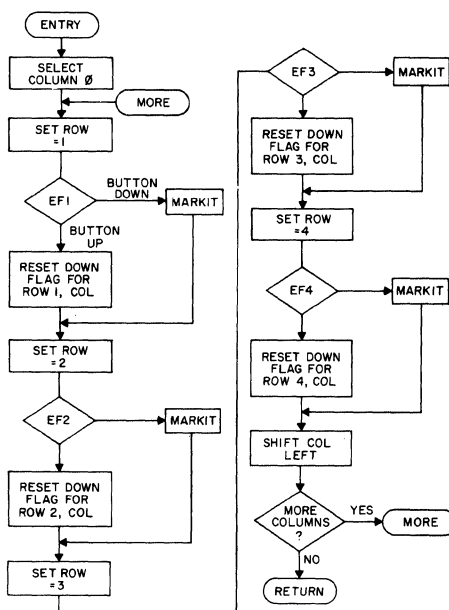 ENTRY
SELECT
COLUMN Ø
MORE
SET ROW
=1
EF1
BUTTON
DOWN
MARKIT
BUTTON
UP
RESET DOWN
FLAG FOR
ROW 1, COL
SET ROW
=2
EF2
MARKIT
RESET DOWN
FLAG FOR
ROW 2, COL
SET ROW
=3
EF3
MARKIT
RESET DOWN
FLAG FOR
ROW 3, COL
SET ROW
=4
EF4
MARKIT
RESET DOWN
FLAG FOR
ROW 4, COL
SHIFT COL
LEFT
MORE
COLUMNS
?
YES
MORE
NO
RETURN